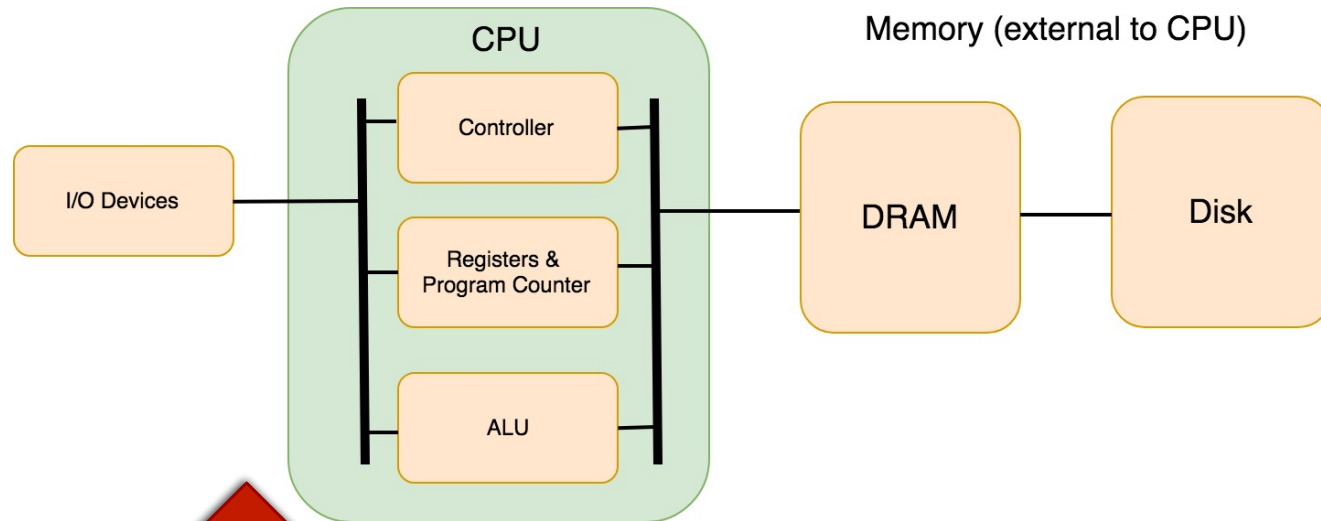 CPU
Memory (external to CPU)
Controller
I/O Devices
Registers &
Program Counter
DRAM
Disk
ALU